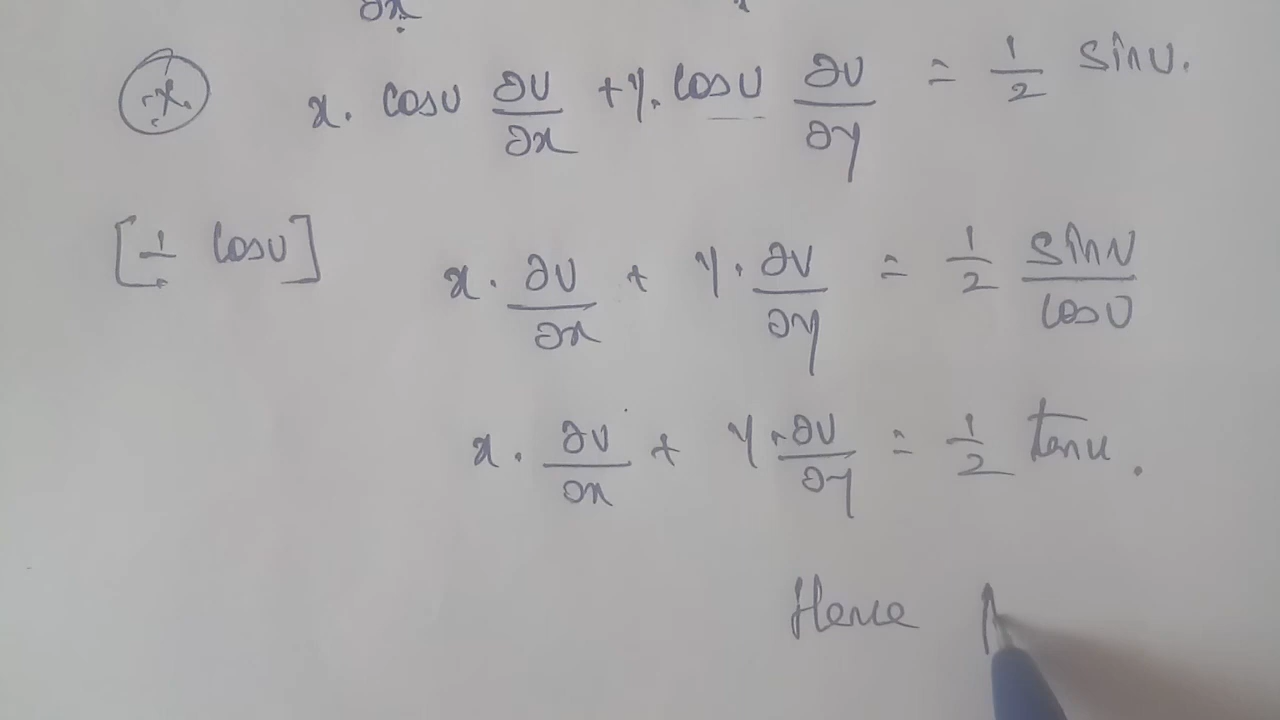 ∂x
* x. cosu ∂u/∂x + y. cosu ∂u/∂y = 1/2 sinu.
[÷ cosu] x. ∂u/∂x + y. ∂u/∂y = 1/2 sinu/cosu
x. ∂u/∂x + y. ∂u/∂y = 1/2 tanu.
Hence